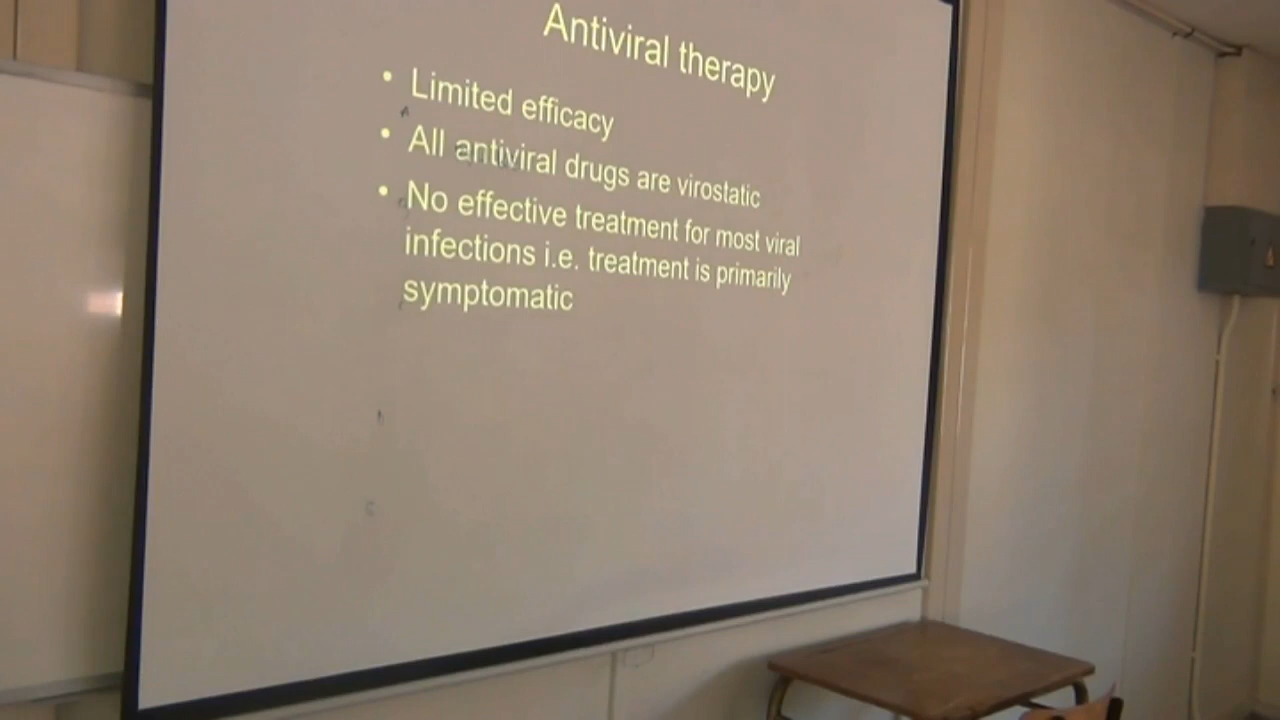 Antiviral therapy
• Limited efficacy
• All antiviral drugs are virostatic
• No effective treatment for most viral
infections i.e. treatment is primarily
symptomatic